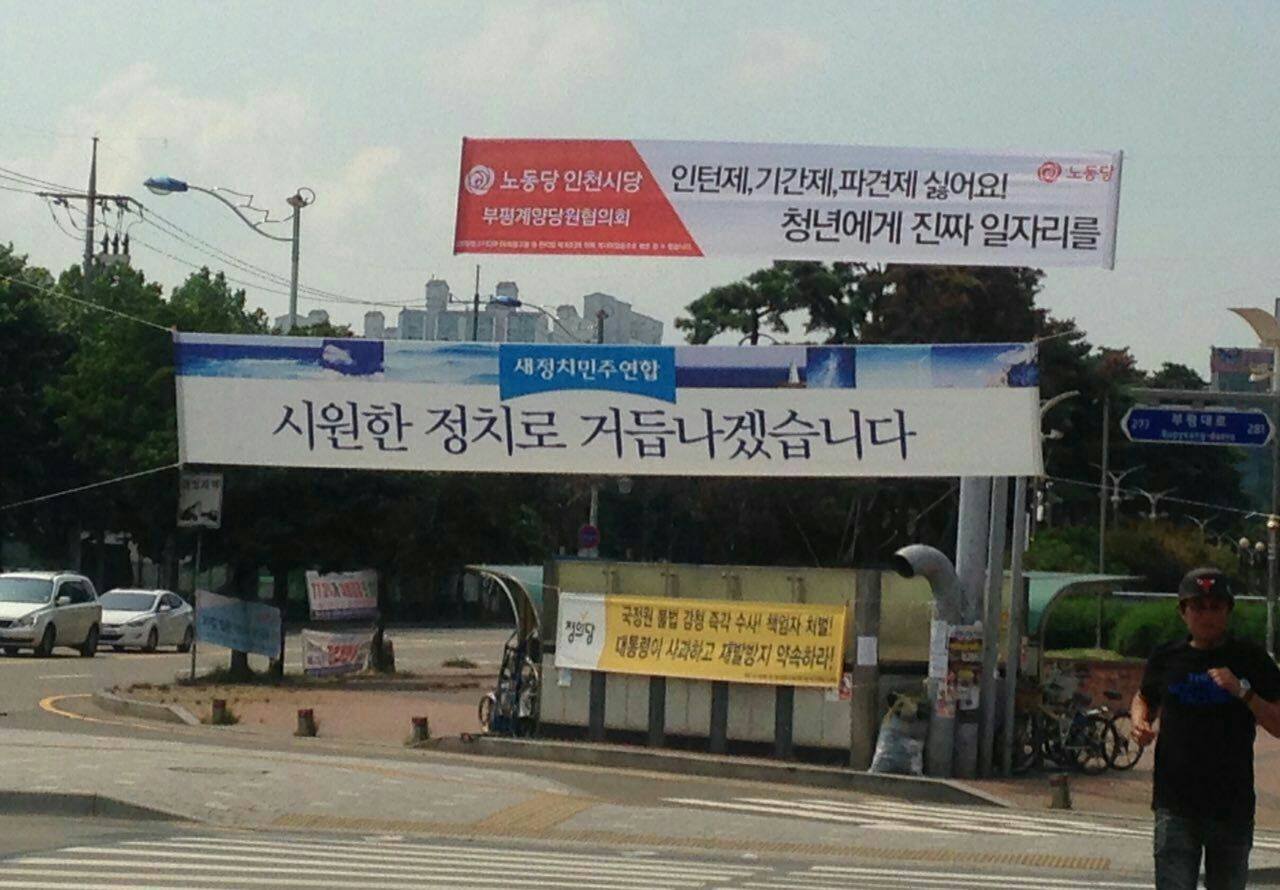 노동당 인천시당
부평계양당원협의회
인턴제,기간제,파견제 싫어요!
청년에게 진짜 일자리를
노동당
새정치민주연합
시원한 정치로 거듭나겠습니다
277 부평대로 281
Bupyeong-daero
정의당
국정원 불법 감청 즉각 수사! 책임자 처벌!
대통령이 사과하고 재발방지 약속하라!